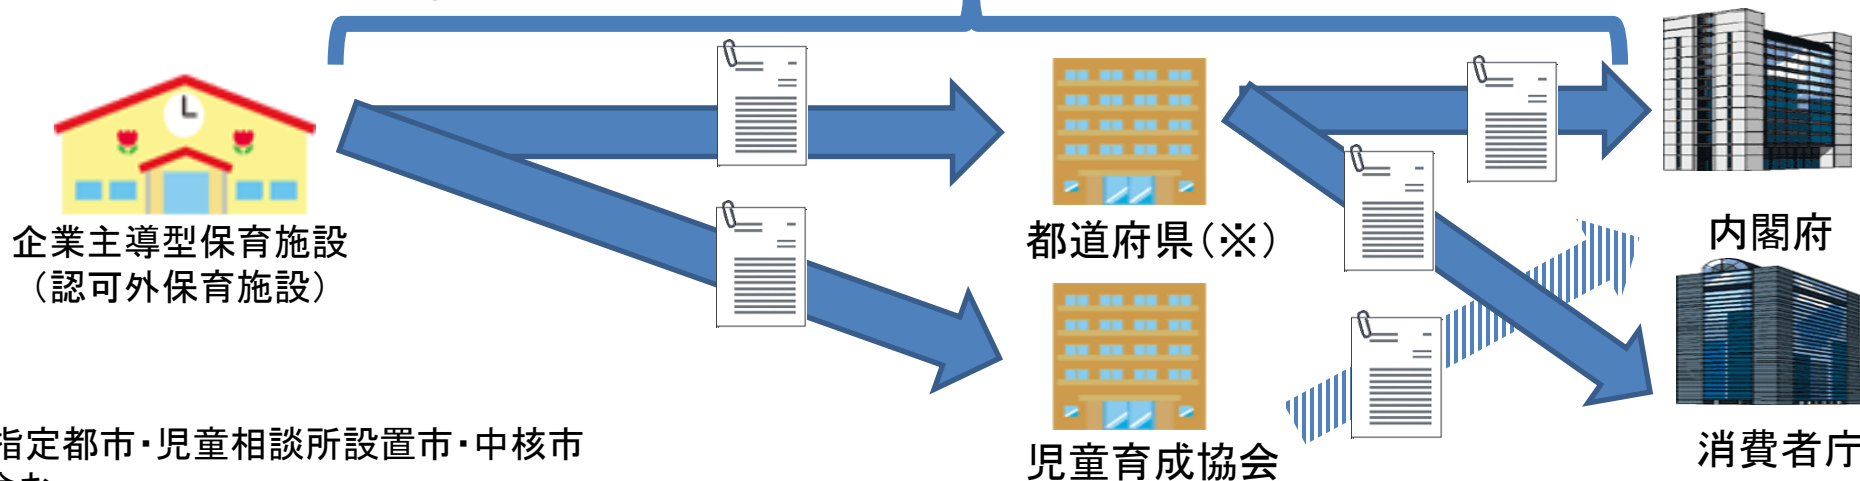 企業主導型保育施設
（認可外保育施設）
都道府県（※）
内閣府
児童育成協会
消費者庁
指定都市・児童相談所設置市・中核市